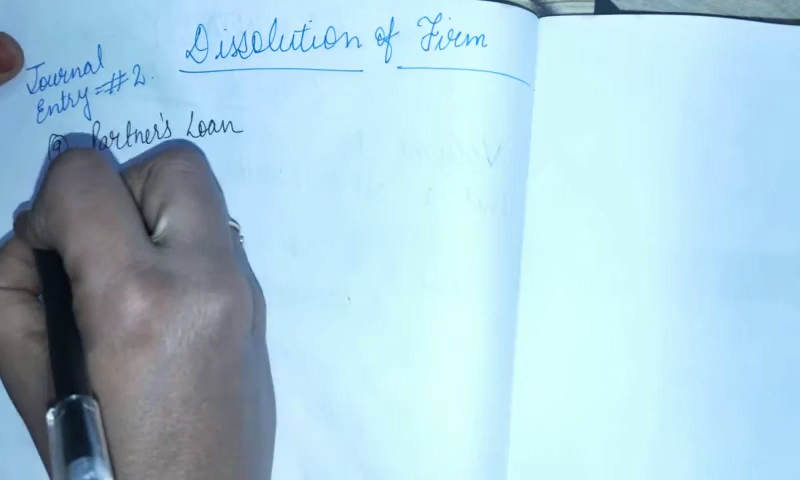 Dissolution of Firm
Journal
Entry =# 2.
(a) Partner's Loan